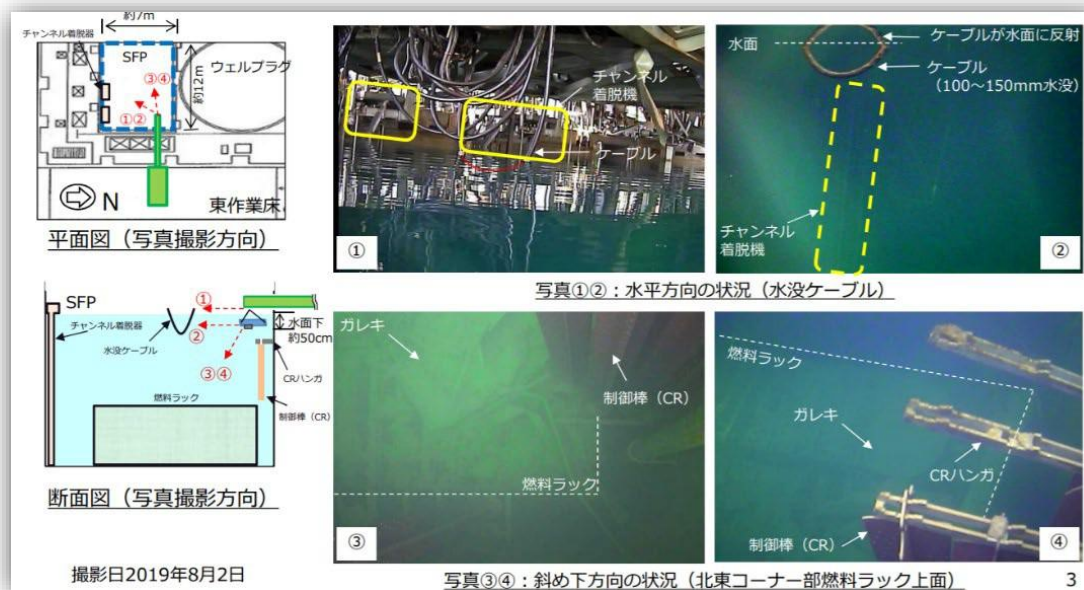 約7m
チャンネル着脱器
SFP
ウェルプラグ
③④
約12m
①②
N
東作業床
平面図（写真撮影方向）
チャンネル
着脱機
ケーブル
①
水面
ケーブルが水面に反射
ケーブル
（100～150mm水没）
チャンネル
着脱機
②
写真①②：水平方向の状況（水没ケーブル）
SFP
①
チャンネル着脱器
水面下
約50cm
②
水没ケーブル
③④
CRハンガ
燃料ラック
制御棒（CR）
断面図（写真撮影方向）
ガレキ
制御棒（CR）
燃料ラック
③
燃料ラック
ガレキ
CRハンガ
制御棒（CR）
④
撮影日2019年8月2日
写真③④：斜め下方向の状況（北東コーナー部燃料ラック上面）
3